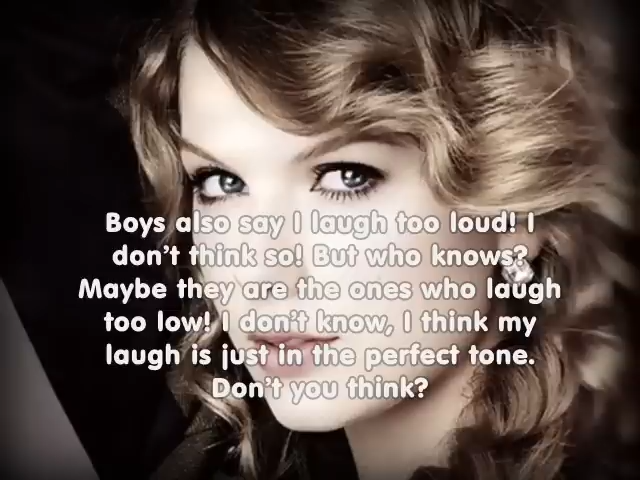 Boys also say I laugh too loud! I
don't think so! But who knows?
Maybe they are the ones who laugh
too low! I don't know, I think my
laugh is just in the perfect tone.
Don't you think?